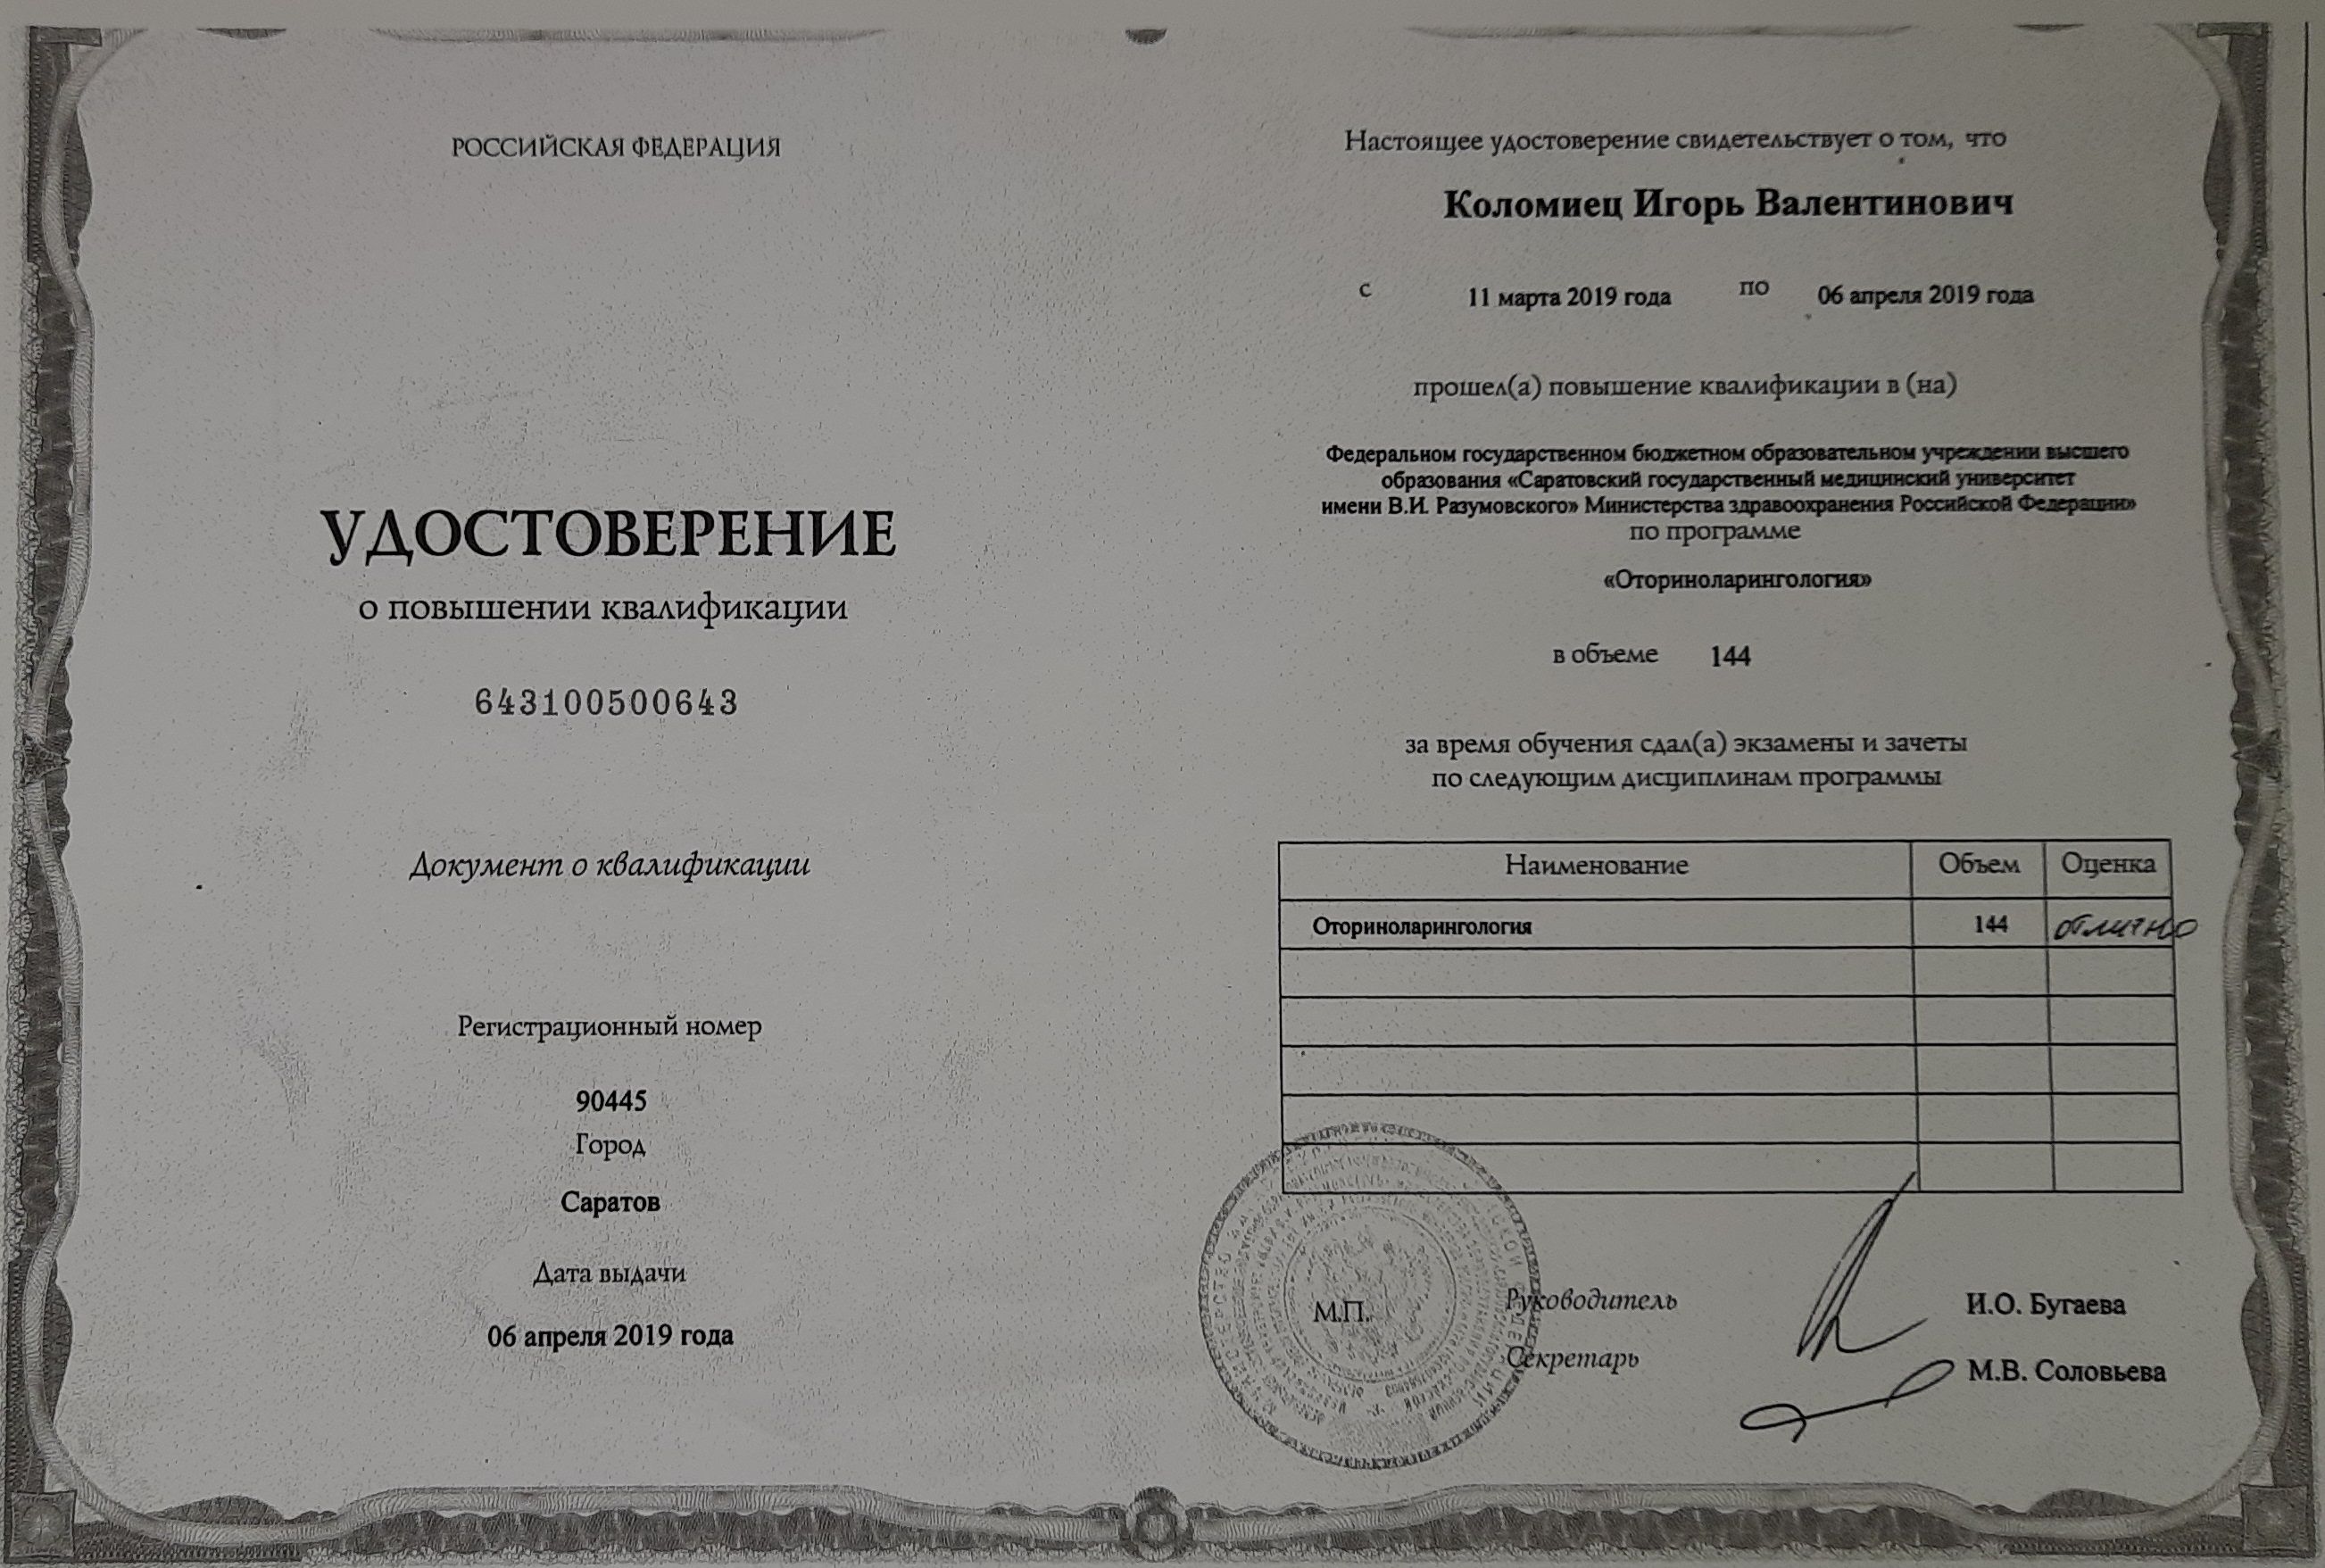 РОССИЙСКАЯ ФЕДЕРАЦИЯ
УДОСТОВЕРЕНИЕ
о повышении квалификации
643100500643
Документ о квалификации
Регистрационный номер
90445
Город
Саратов
Дата выдачи
06 апреля 2019 года
Настоящее удостоверение свидетельствует о том, что
Коломиец Игорь Валентинович
с 11 марта 2019 года по 06 апреля 2019 года
прошел(а) повышение квалификации в (на)
Федеральном государственном бюджетном образовательном учреждении высшего
образования «Саратовский государственный медицинский университет
имени В.И. Разумовского» Министерства здравоохранения Российской Федерации»
по программе
«Оториноларингология»
в объеме 144
за время обучения сдал(а) экзамены и зачеты
по следующим дисциплинам программы
Наименование Объем Оценка
Оториноларингология 144 отлично
М.П.
Руководитель И.О. Бугаева
Секретарь М.В. Соловьева